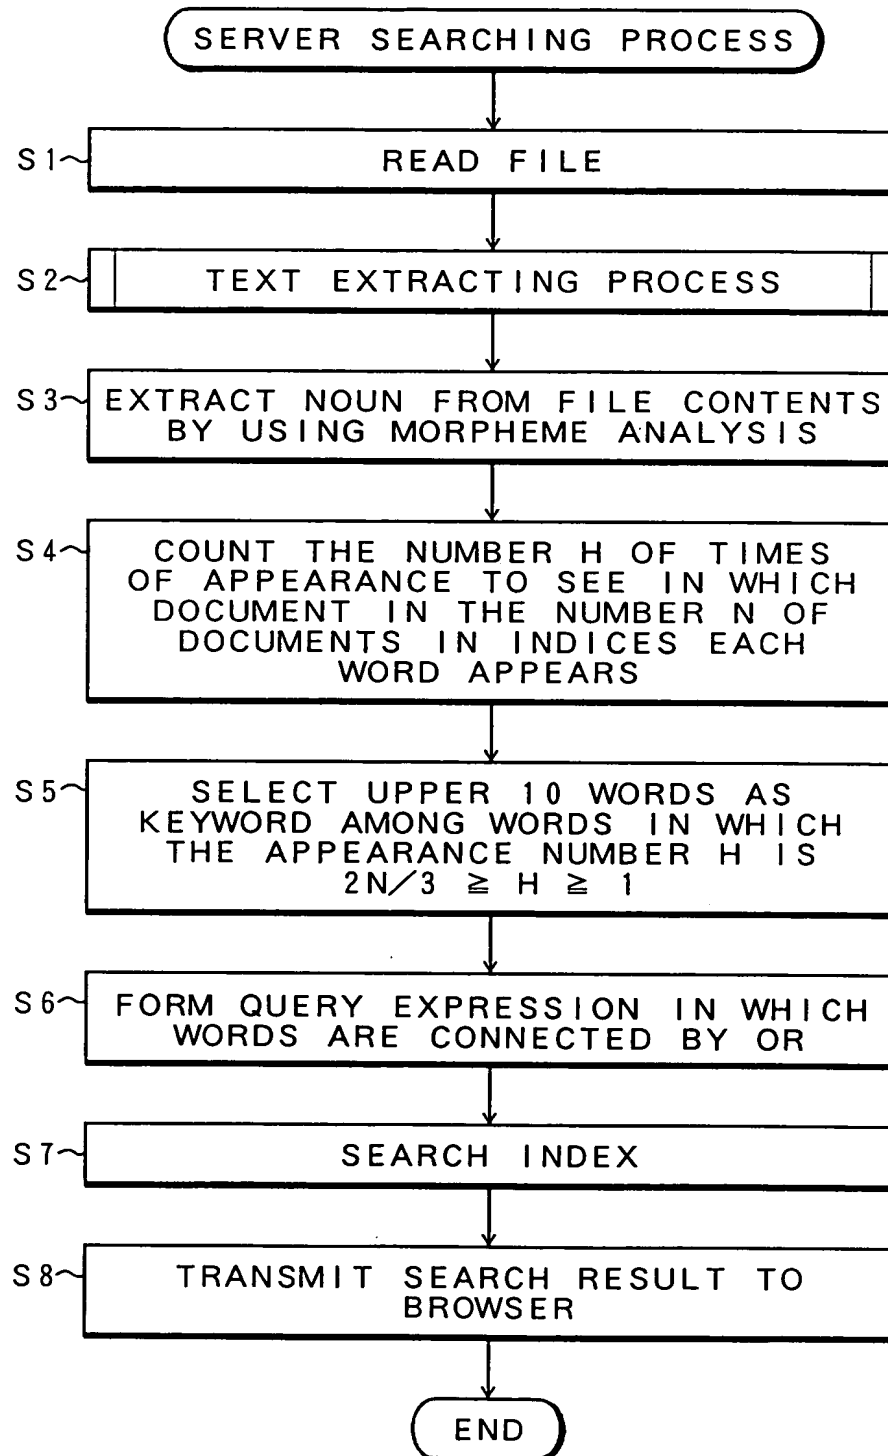 SERVER SEARCHING PROCESS
S1 READ FILE
S2 TEXT EXTRACTING PROCESS
S3 EXTRACT NOUN FROM FILE CONTENTS
BY USING MORPHEME ANALYSIS
S4 COUNT THE NUMBER H OF TIMES
OF APPEARANCE TO SEE IN WHICH
DOCUMENT IN THE NUMBER N OF
DOCUMENTS IN INDICES EACH
WORD APPEARS
S5 SELECT UPPER 10 WORDS AS
KEYWORD AMONG WORDS IN WHICH
THE APPEARANCE NUMBER H IS
2N/3 ≧ H ≧ 1
S6 FORM QUERY EXPRESSION IN WHICH
WORDS ARE CONNECTED BY OR
S7 SEARCH INDEX
S8 TRANSMIT SEARCH RESULT TO
BROWSER
END